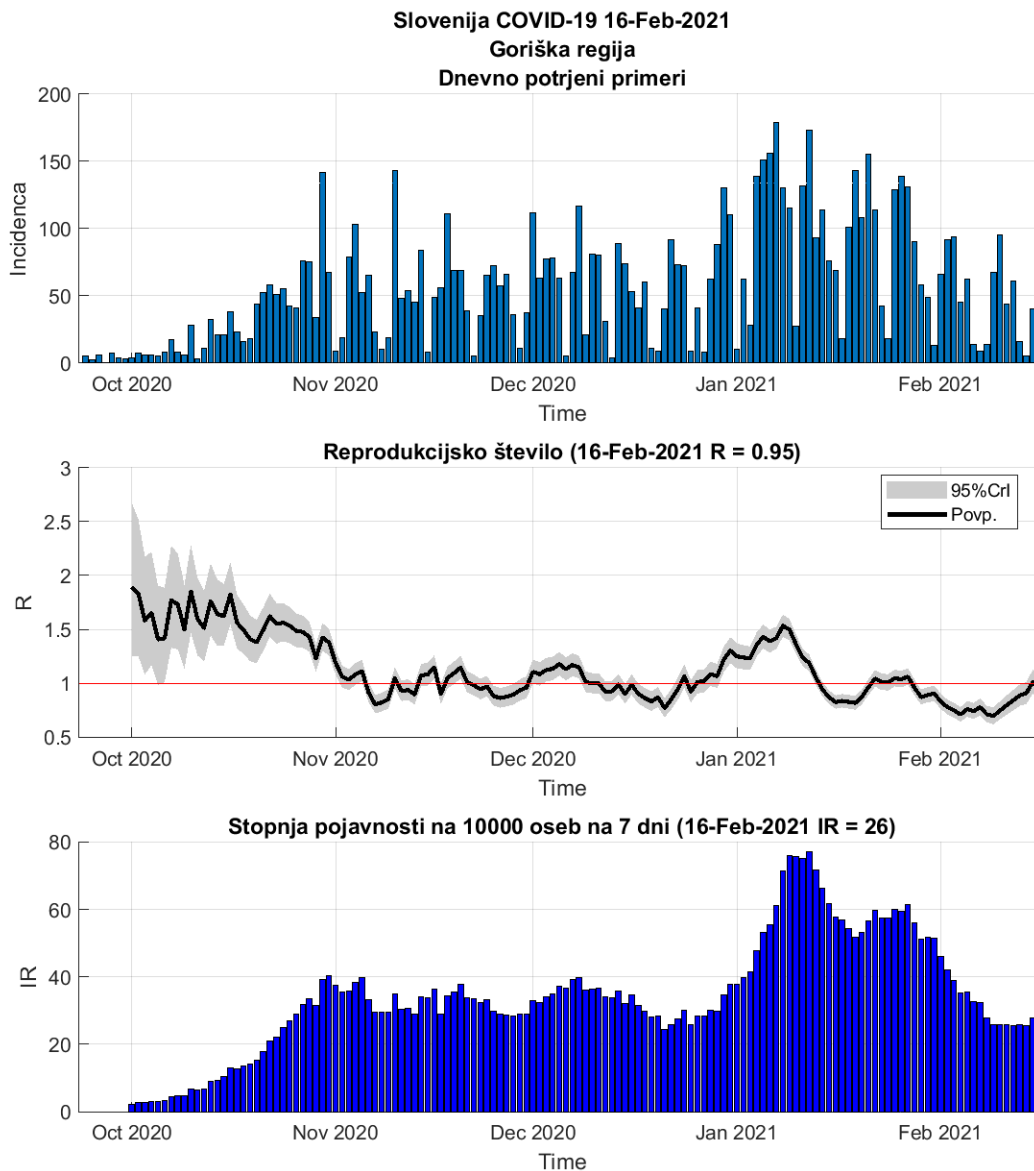 Slovenija COVID-19 16-Feb-2021
Goriška regija
Dnevno potrjeni primeri
200
150
100
50
0
Incidenca
Oct 2020 Nov 2020 Dec 2020 Jan 2021 Feb 2021
Time
Reprodukcijsko število (16-Feb-2021 R = 0.95)
3
2.5
2
1.5
1
0.5
R
95%CrI
Povp.
Oct 2020 Nov 2020 Dec 2020 Jan 2021 Feb 2021
Time
Stopnja pojavnosti na 10000 oseb na 7 dni (16-Feb-2021 IR = 26)
80
60
40
20
0
IR
Oct 2020 Nov 2020 Dec 2020 Jan 2021 Feb 2021
Time